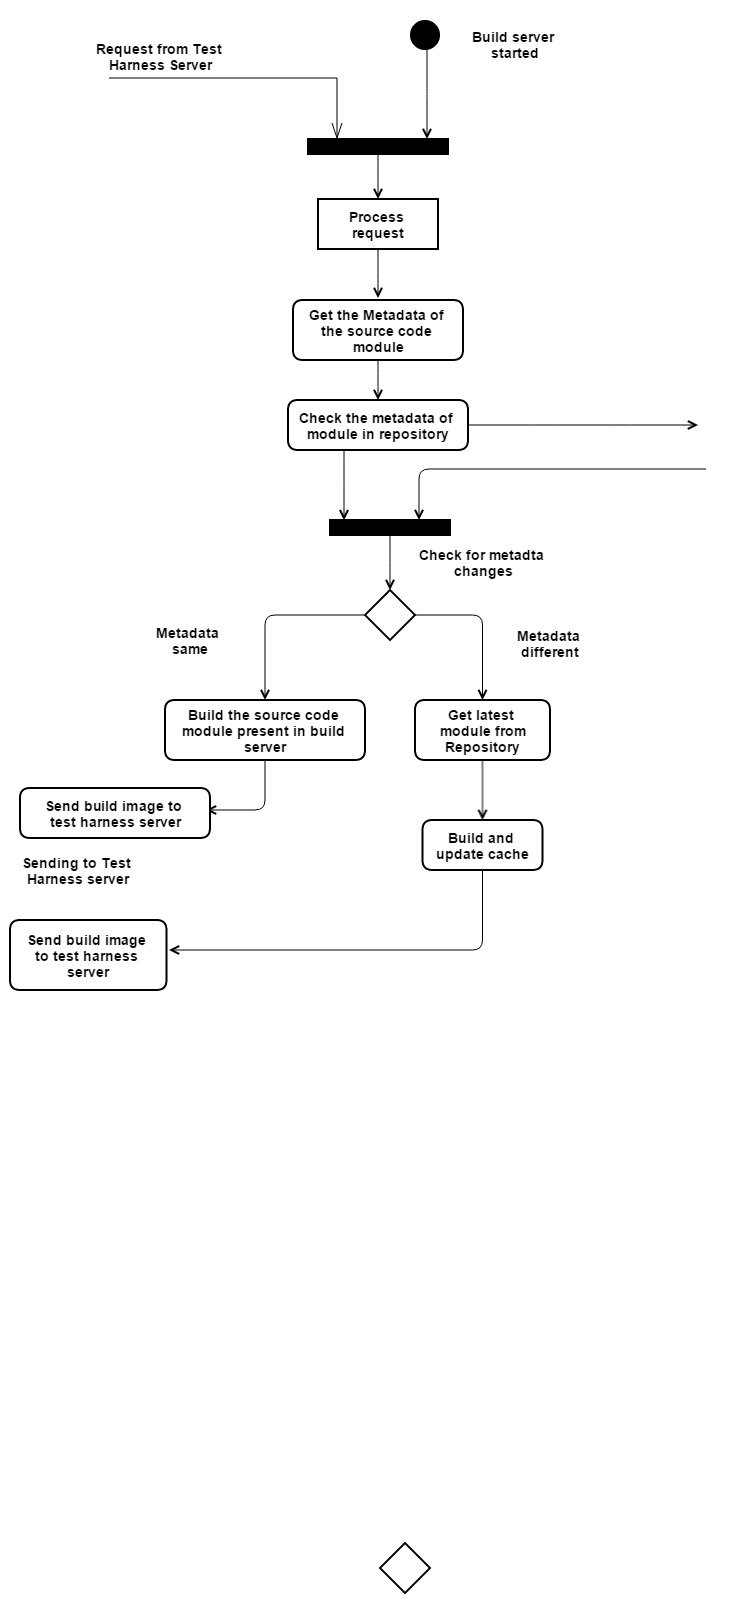 Request from Test
Harness Server
Build server
started
Process
request
Get the Metadata of
the source code
module
Check the metadata of
module in repository
Check for metadta
changes
Metadata
same
Metadata
different
Build the source code
module present in build
server
Get latest
module from
Repository
Send build image to
test harness server
Build and
update cache
Sending to Test
Harness server
Send build image
to test harness
server